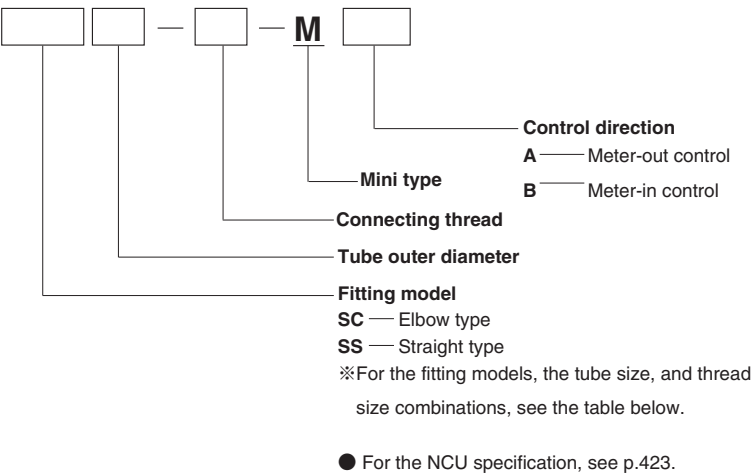 — — M
Control direction
A — Meter-out control
B — Meter-in control
Mini type
Connecting thread
Tube outer diameter
Fitting model
SC — Elbow type
SS — Straight type
※For the fitting models, the tube size, and thread
size combinations, see the table below.
● For the NCU specification, see p.423.